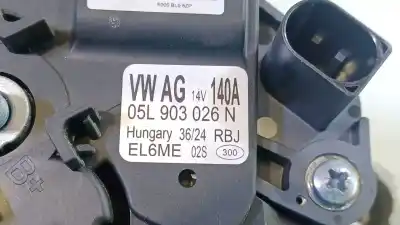 VW AG 14V 140A
05L 903 026 N
Hungary 36/24 RBJ
EL6ME 02S 300
B+